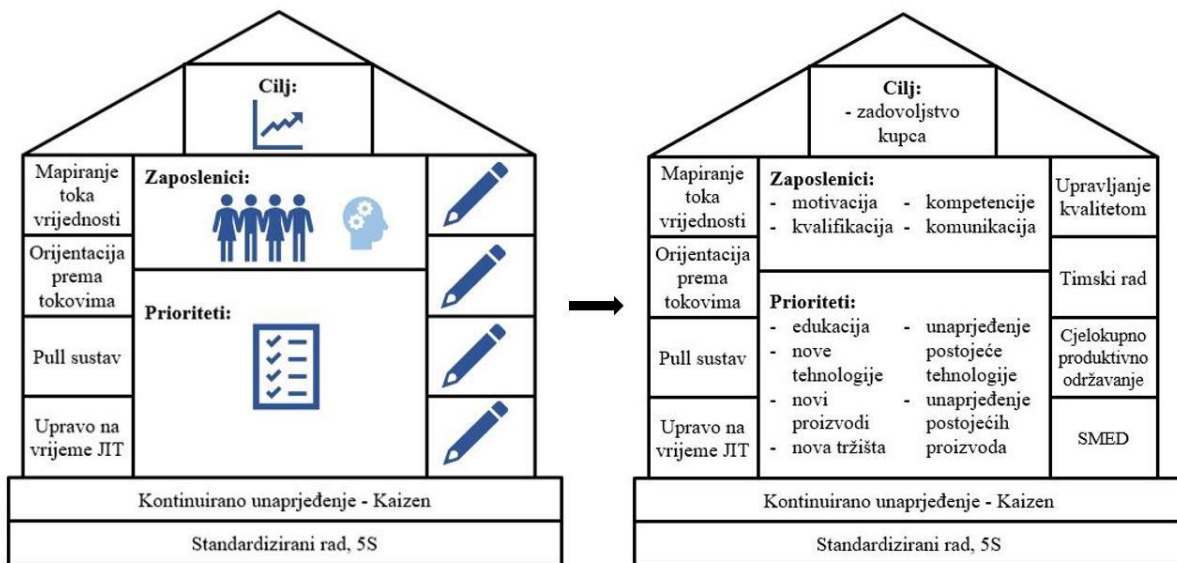 Cilj:
Mapiranje
toka
vrijednosti
Zaposlenici:
Orijentacija
prema
tokovima
Prioriteti:
Pull sustav
Upravo na
vrijeme JIT
Kontinuirano unaprjeđenje - Kaizen
Standardizirani rad, 5S
Cilj:
- zadovoljstvo
kupca
Mapiranje
toka
vrijednosti
Zaposlenici:
- motivacija - kompetencije
- kvalifikacija - komunikacija
Upravljanje
kvalitetom
Orijentacija
prema
tokovima
Timski rad
Prioriteti:
- edukacija
- nove
tehnologije
- novi
proizvodi
- nova tržišta
- unaprjeđenje
postojeće
tehnologije
- unaprjeđenje
postojećih
proizvoda
Pull sustav
Cjelokupno
produktivno
održavanje
Upravo na
vrijeme JIT
SMED
Kontinuirano unaprjeđenje - Kaizen
Standardizirani rad, 5S